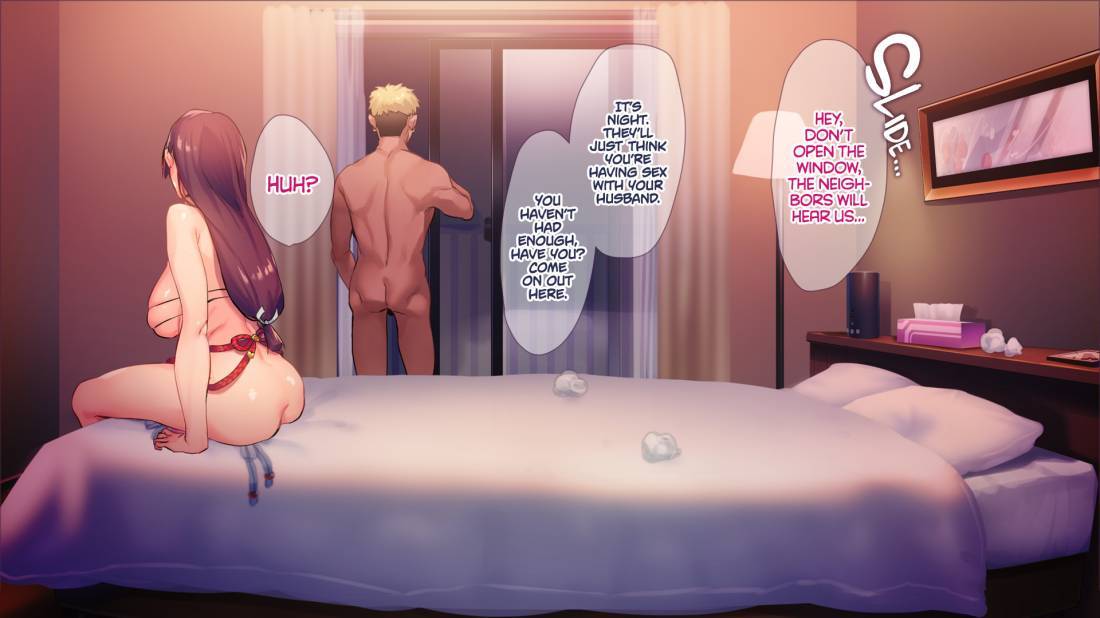 SLIDE...
HEY,
DON'T
OPEN THE
WINDOW,
THE NEIGH-
BORS WILL
HEAR US...
IT'S
NIGHT.
THEY'LL
JUST THINK
YOU'RE
HAVING SEX
WITH YOUR
HUSBAND.
YOU
HAVEN'T
HAD
ENOUGH,
HAVE YOU?
COME
ON OUT
HERE.
HUH?